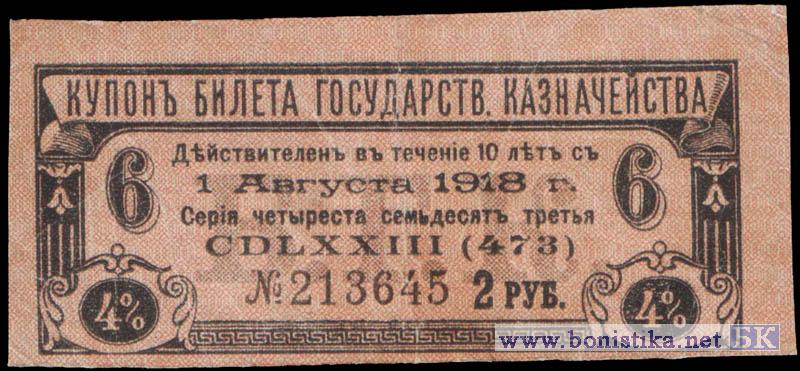 КУПОНЪ БИЛЕТА ГОСУДАРСТВ. КАЗНАЧЕЙСТВА
6 Дѣйствителенъ въ теченіе 10 лѣтъ съ 6
1 Августа 1918 г.
Серія четыреста семьдесятъ третья
CDLXXIII (473)
4% №213645 2 РУБ. 4%
www.bonistika.net БК